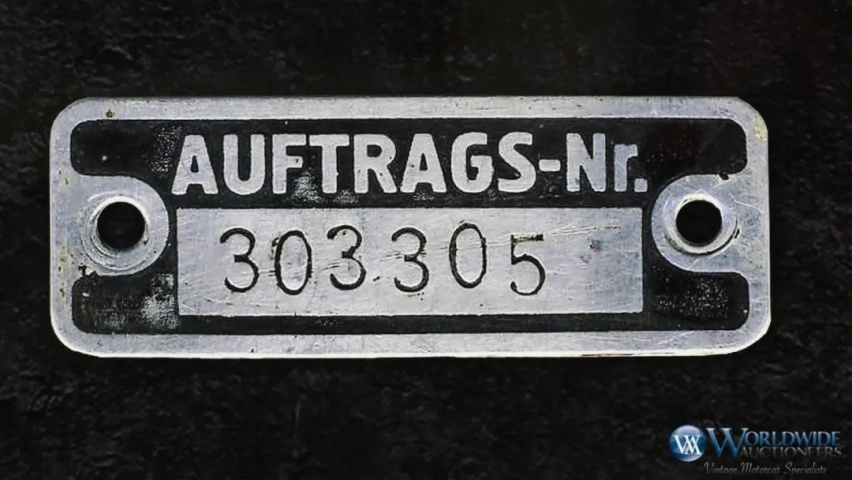 AUFTRAGS-Nr.
303305
WORLDWIDE
AUCTIONEERS
Vintage Motorcar Specialists